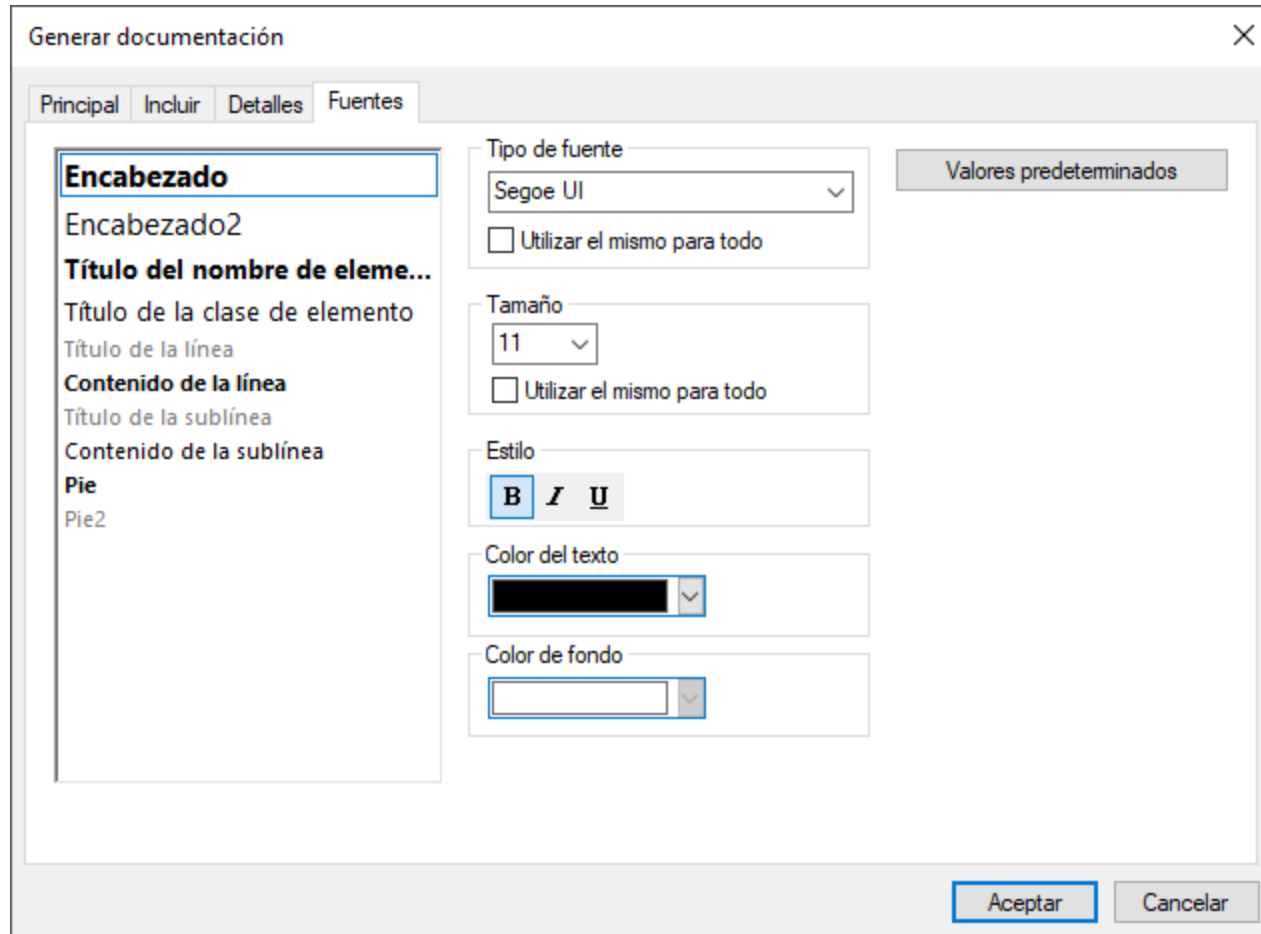 Generar documentación
Principal Incluir Detalles Fuentes
Encabezado
Encabezado2
Título del nombre de eleme...
Título de la clase de elemento
Título de la línea
Contenido de la línea
Título de la sublínea
Contenido de la sublínea
Pie
Pie2
Tipo de fuente
Segoe UI
Utilizar el mismo para todo
Tamaño
11
Utilizar el mismo para todo
Estilo
B I U
Color del texto
Color de fondo
Valores predeterminados
Aceptar Cancelar